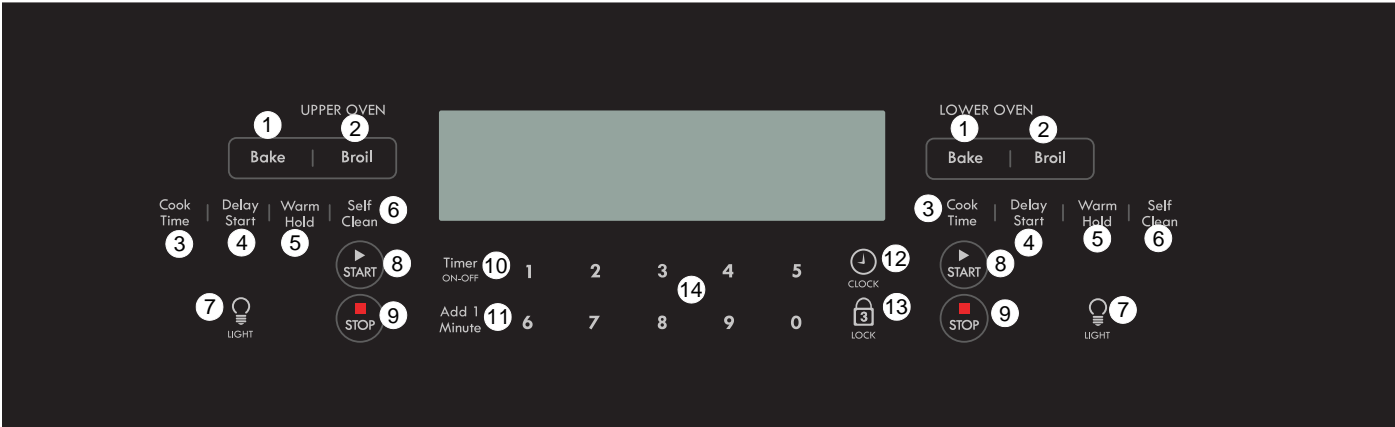 UPPER OVEN
1 2
Bake | Broil
Cook Time | Delay Start | Warm Hold | Self Clean 6
3 4 5
START 8
7 LIGHT
STOP 9
Timer ON-OFF 10 1 2 3 4 5
14
Add 1 Minute 11 6 7 8 9 0
12 CLOCK
13 3 LOCK
LOWER OVEN
1 2
Bake | Broil
3 Cook Time | Delay Start | Warm Hold | Self Clean
4 5 6
START 8
STOP 9
7 LIGHT